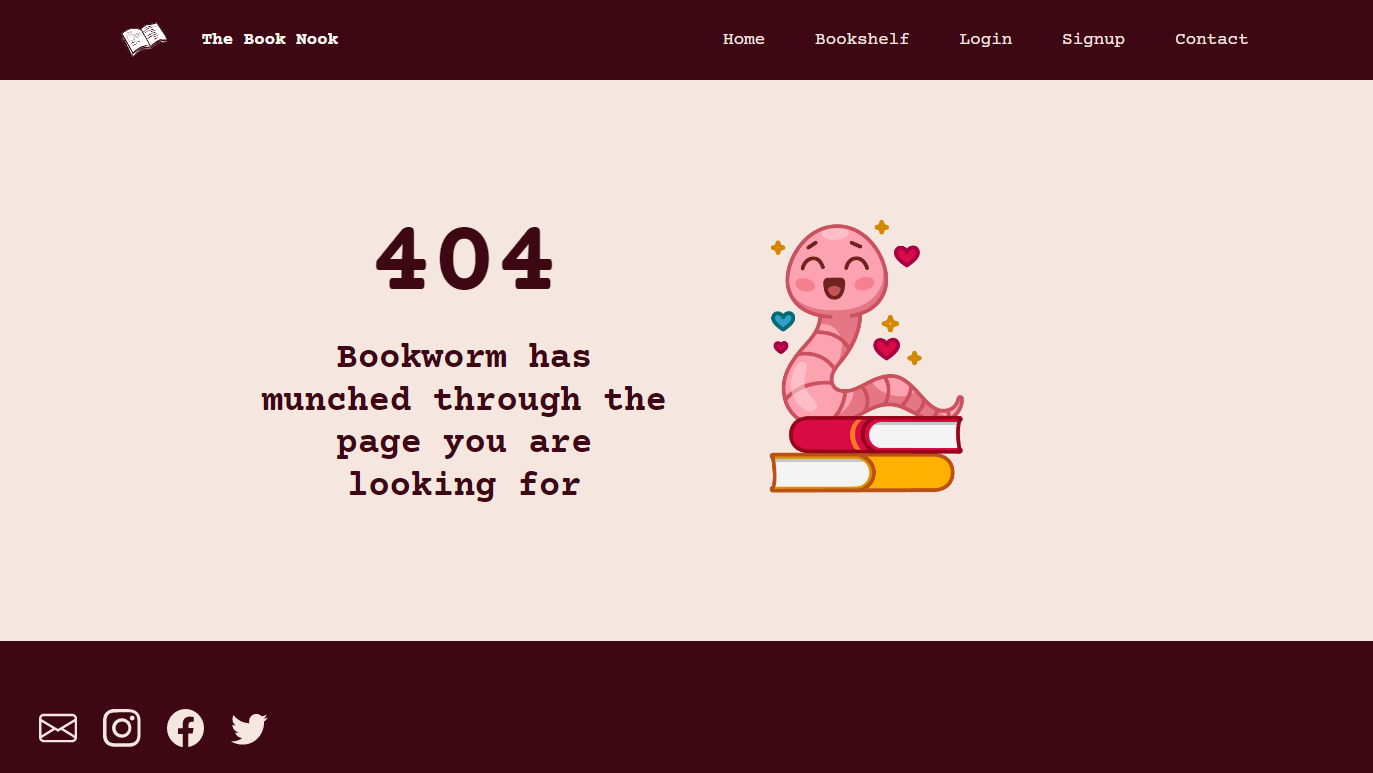 The Book Nook
Home Bookshelf Login Signup Contact
404
Bookworm has
munched through the
page you are
looking for